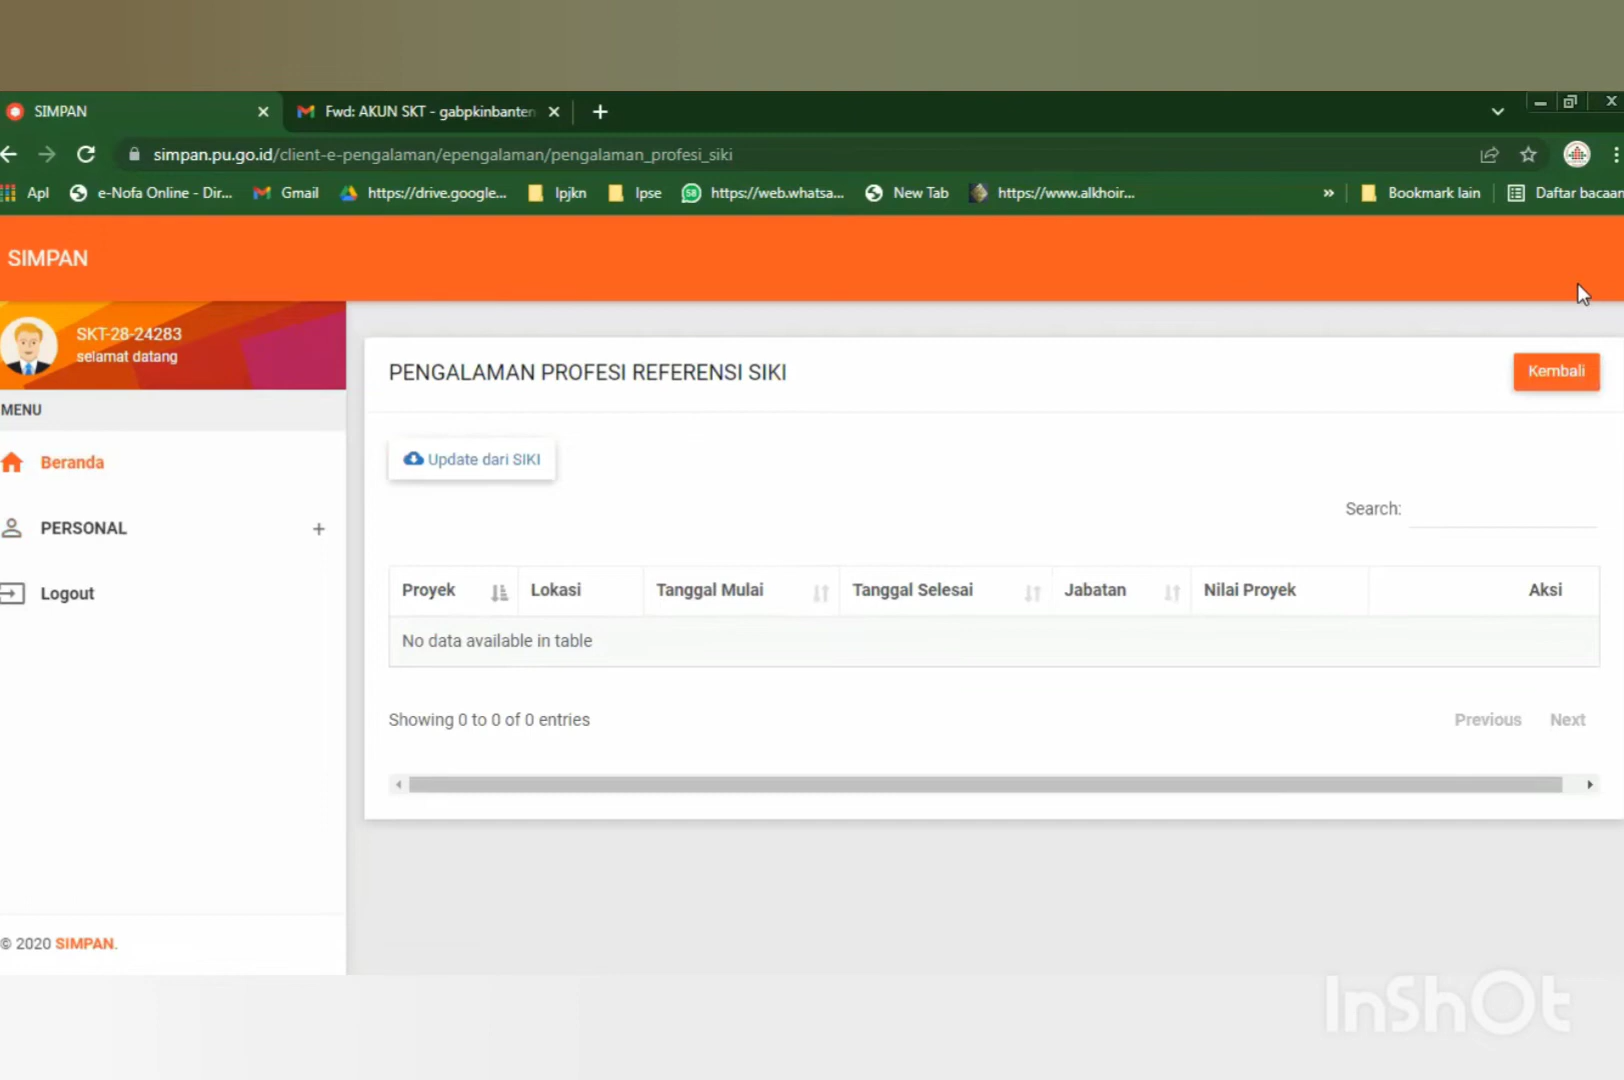 SIMPAN
Fwd: AKUN SKT - gabpkinbanten
simpan.pu.go.id/client-e-pengalaman/epengalaman/pengalaman_profesi_siki
Apl e-Nofa Online - Dir... Gmail https://drive.google... lpjkn lpse 58 https://web.whatsa... New Tab https://www.alkhoir... » Bookmark lain Daftar bacaan
SIMPAN
SKT-28-24283
selamat datang
MENU
Beranda
PERSONAL +
Logout
© 2020 SIMPAN.
PENGALAMAN PROFESI REFERENSI SIKI
Kembali
Update dari SIKI
Search:
Proyek Lokasi Tanggal Mulai Tanggal Selesai Jabatan Nilai Proyek Aksi
No data available in table
Showing 0 to 0 of 0 entries
Previous Next
InShOt